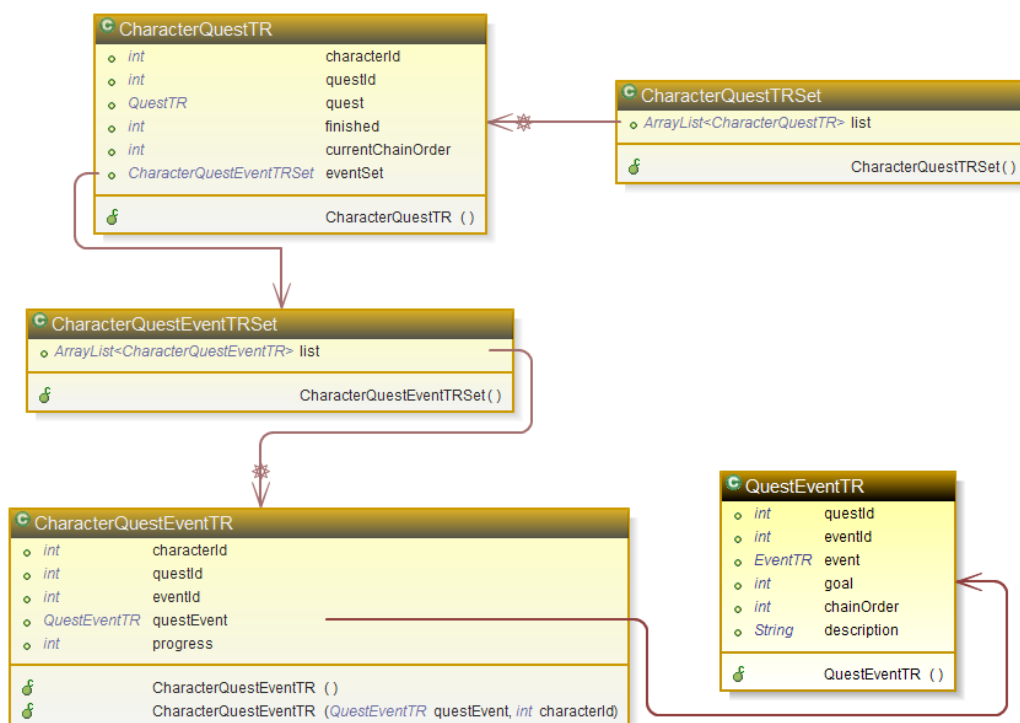 CharacterQuestTR
int characterId
int questId
QuestTR quest
int finished
int currentChainOrder
CharacterQuestEventTRSet eventSet
CharacterQuestTR ()
CharacterQuestTRSet
ArrayList<CharacterQuestTR> list
CharacterQuestTRSet()
CharacterQuestEventTRSet
ArrayList<CharacterQuestEventTR> list
CharacterQuestEventTRSet()
CharacterQuestEventTR
int characterId
int questId
int eventId
QuestEventTR questEvent
int progress
CharacterQuestEventTR ()
CharacterQuestEventTR (QuestEventTR questEvent, int characterId)
QuestEventTR
int questId
int eventId
EventTR event
int goal
int chainOrder
String description
QuestEventTR ()